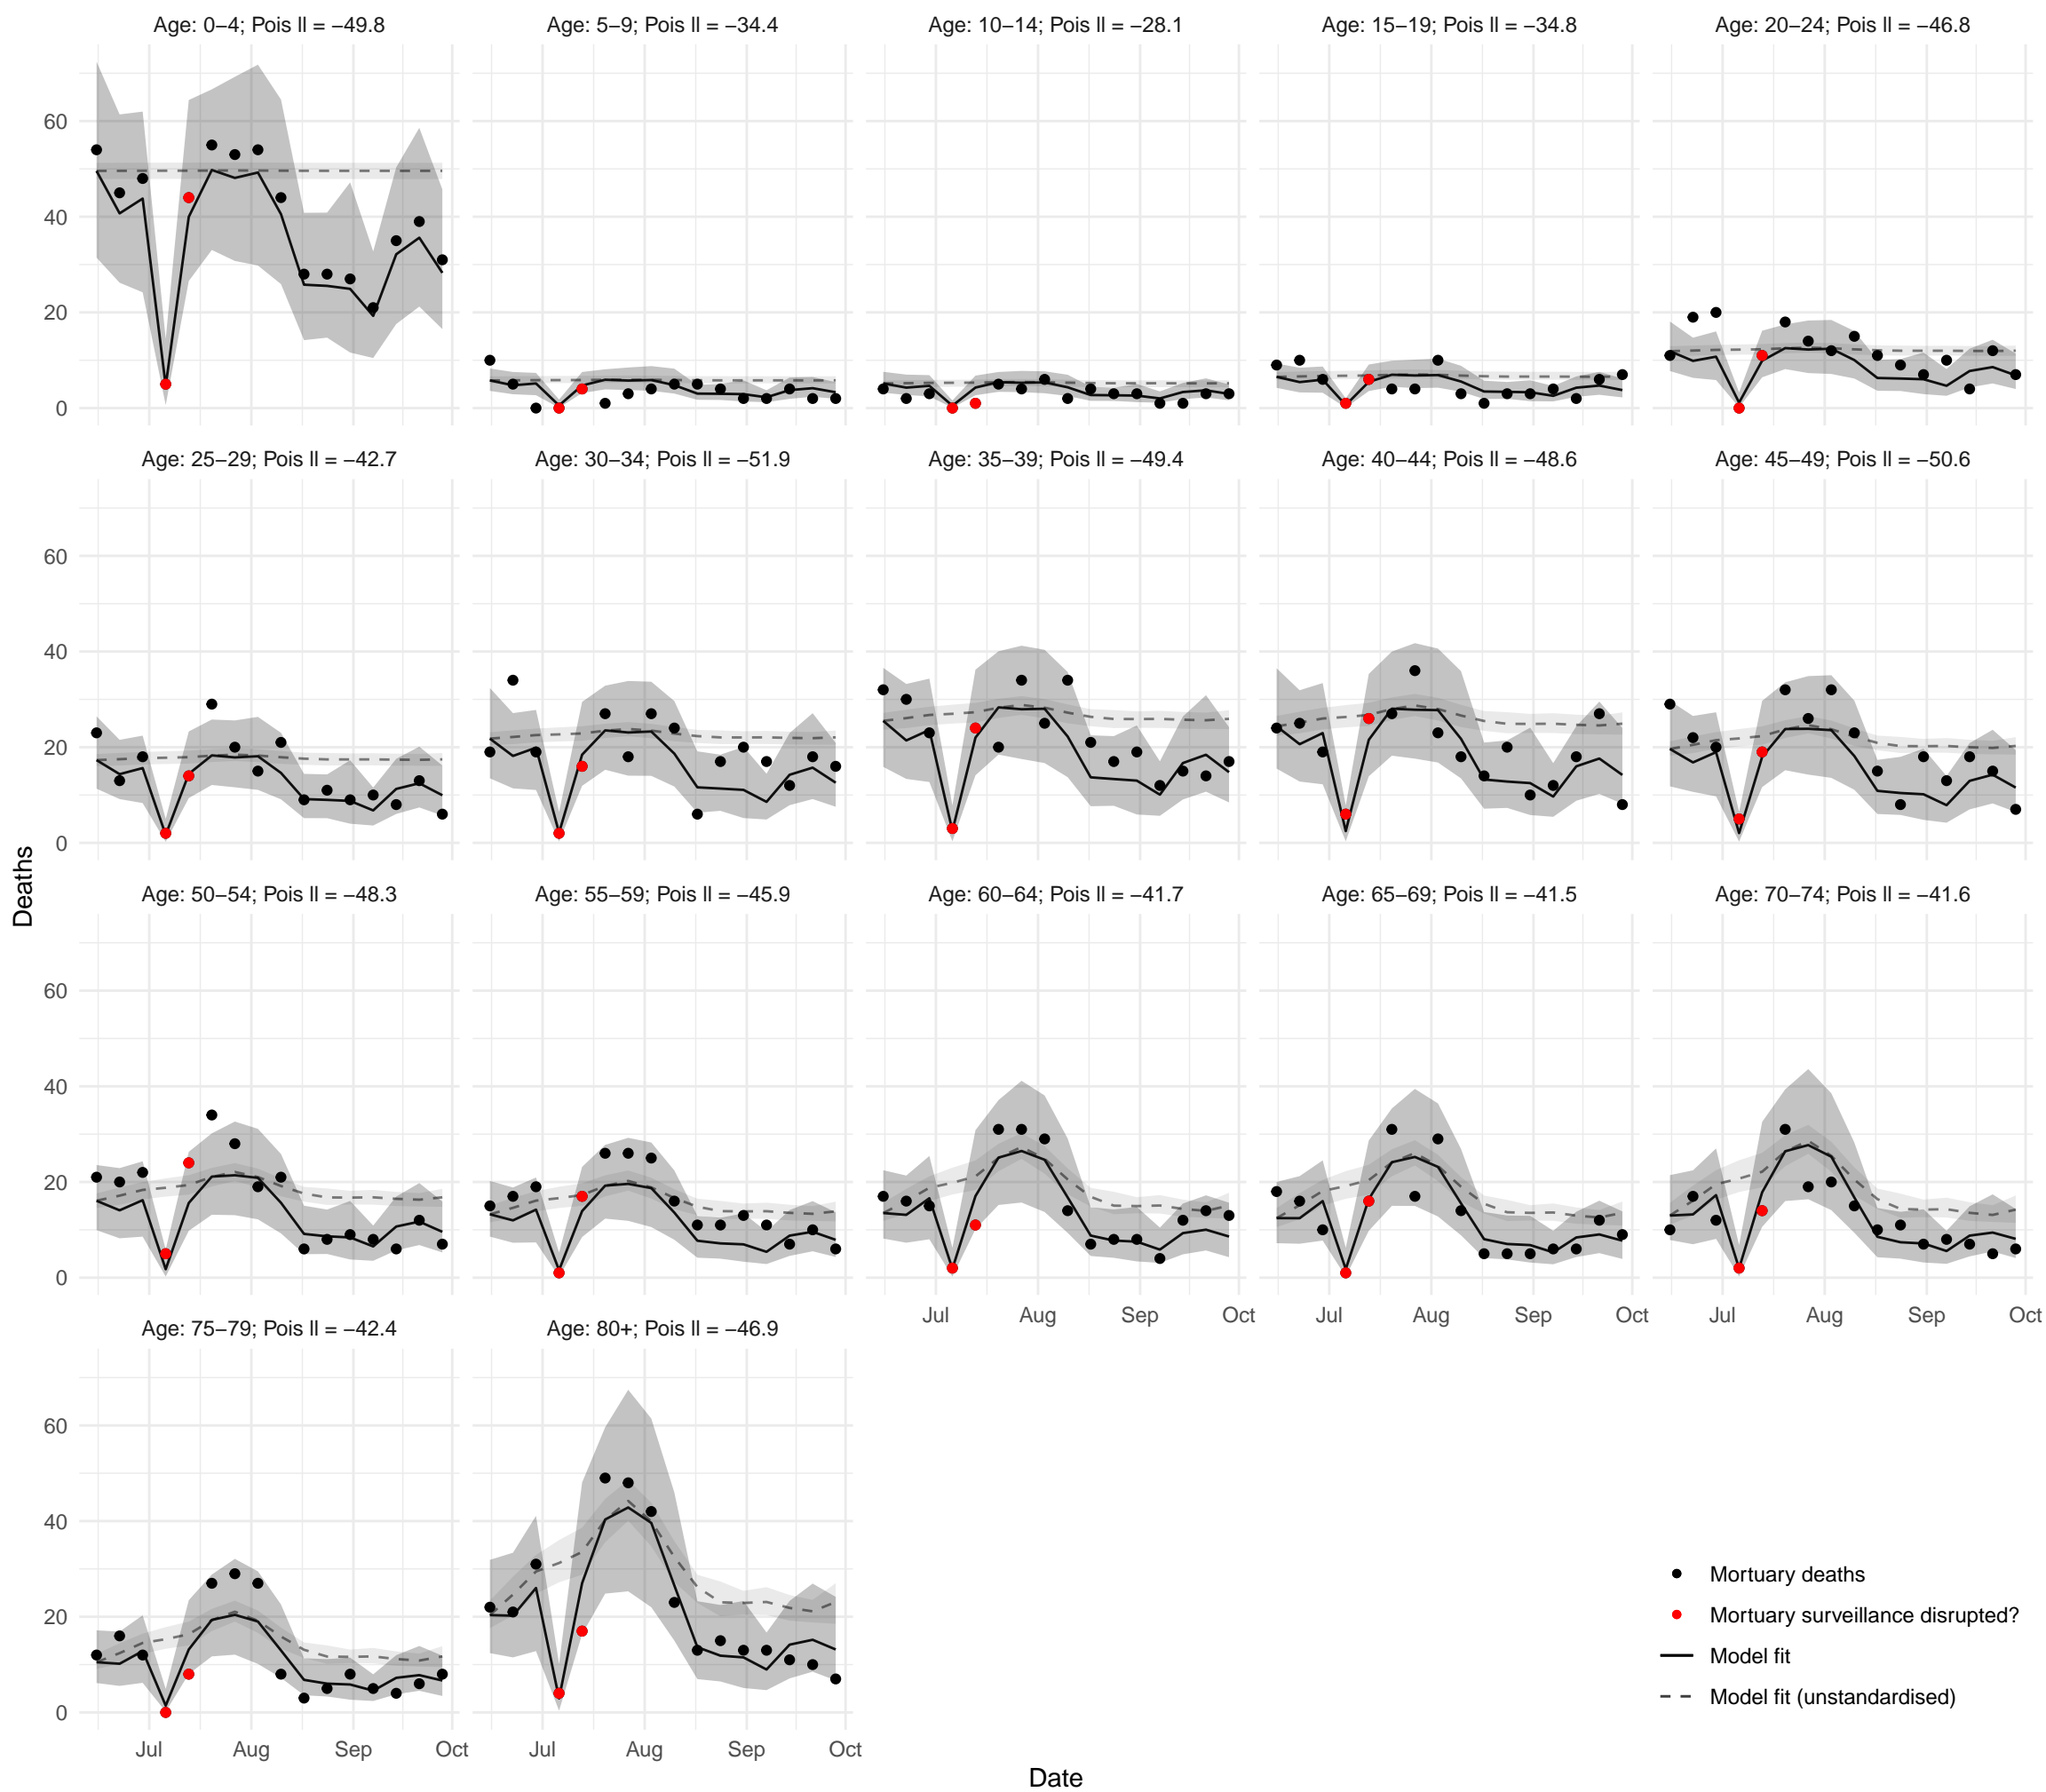 Age: 0−4; Pois ll = −49.8
Age: 5−9; Pois ll = −34.4
Age: 10−14; Pois ll = −28.1
Age: 15−19; Pois ll = −34.8
Age: 20−24; Pois ll = −46.8
60
40
20
0
Age: 25−29; Pois ll = −42.7
Age: 30−34; Pois ll = −51.9
Age: 35−39; Pois ll = −49.4
Age: 40−44; Pois ll = −48.6
Age: 45−49; Pois ll = −50.6
60
40
20
0
Deaths
Age: 50−54; Pois ll = −48.3
Age: 55−59; Pois ll = −45.9
Age: 60−64; Pois ll = −41.7
Age: 65−69; Pois ll = −41.5
Age: 70−74; Pois ll = −41.6
60
40
20
0
Jul Aug Sep Oct
Jul Aug Sep Oct
Jul Aug Sep Oct
Age: 75−79; Pois ll = −42.4
Age: 80+; Pois ll = −46.9
60
40
20
0
Jul Aug Sep Oct
Jul Aug Sep Oct
Mortuary deaths
Mortuary surveillance disrupted?
Model fit
Model fit (unstandardised)
Date